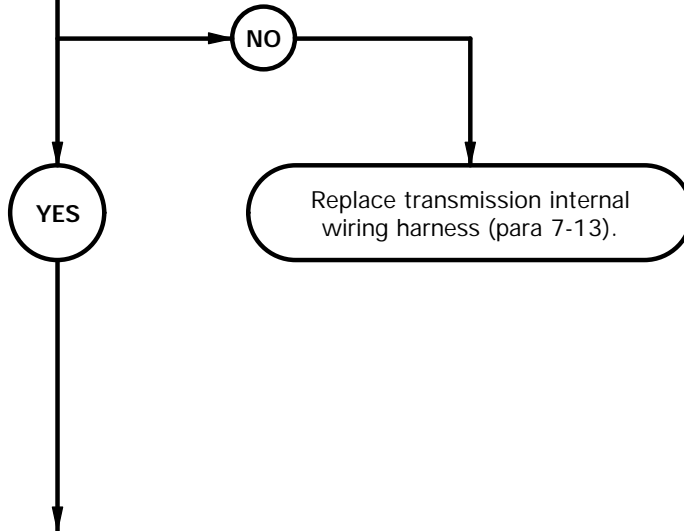 NO
YES
Replace transmission internal
wiring harness (para 7-13).